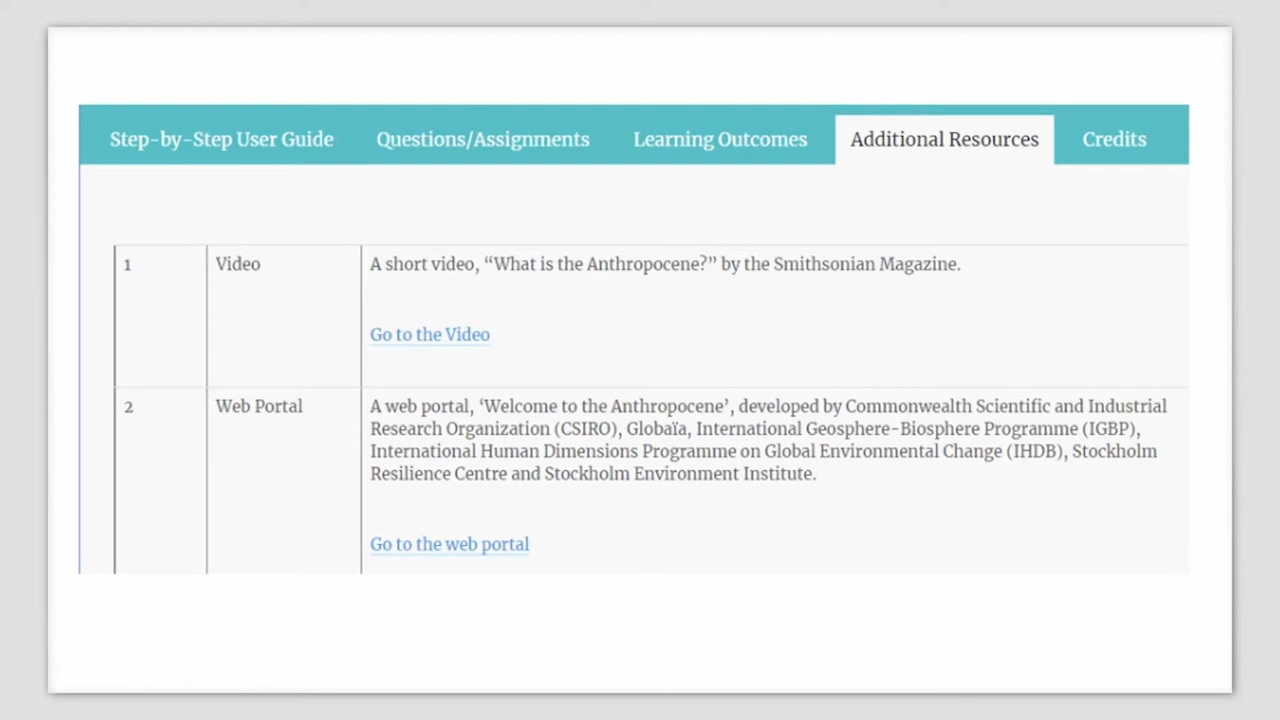 Step-by-Step User Guide Questions/Assignments Learning Outcomes Additional Resources Credits
1 Video A short video, “What is the Anthropocene?” by the Smithsonian Magazine.
Go to the Video
2 Web Portal A web portal, ‘Welcome to the Anthropocene’, developed by Commonwealth Scientific and Industrial
Research Organization (CSIRO), Globaïa, International Geosphere-Biosphere Programme (IGBP),
International Human Dimensions Programme on Global Environmental Change (IHDB), Stockholm
Resilience Centre and Stockholm Environment Institute.
Go to the web portal